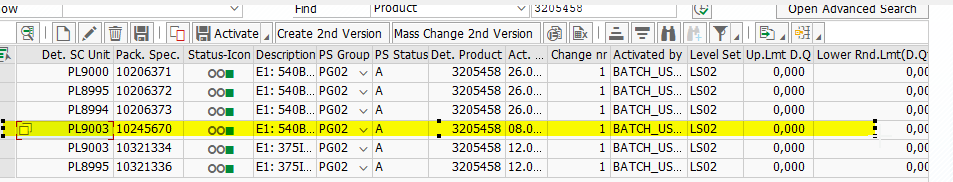 ow Find Product 3205458 Open Advanced Search
Activate Create 2nd Version Mass Change 2nd Version
Det. SC Unit Pack. Spec. Status-Icon Description PS Group PS Status Det. Product Act. ... Change nr Activated by Level Set Up.Lmt D.Q Lower Rnd.Lmt(D.Q
PL9000 10206371 E1: 540B... PG02 A 3205458 26.0... 1 BATCH_US... LS02 0,000 0,00
PL8995 10206372 E1: 540B... PG02 A 3205458 26.0... 1 BATCH_US... LS02 0,000 0,00
PL8994 10206373 E1: 540B... PG02 A 3205458 26.0... 1 BATCH_US... LS02 0,000 0,00
PL9003 10245670 E1: 540B... PG02 A 3205458 08.0... 1 BATCH_US... LS02 0,000 0,00
PL9003 10321334 E1: 375I... PG02 A 3205458 12.0... 1 BATCH_US... LS02 0,000 0,00
PL8995 10321336 E1: 375I... PG02 A 3205458 12.0... 1 BATCH_US... LS02 0,000 0,00